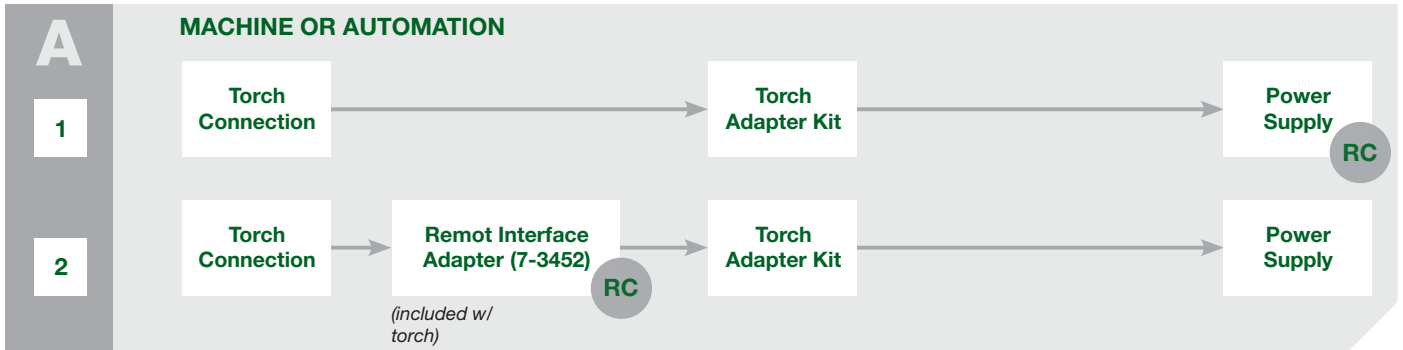 A
MACHINE OR AUTOMATION
1
Torch
Connection
Torch
Adapter Kit
Power
Supply
RC
2
Torch
Connection
Remot Interface
Adapter (7-3452)
RC
(included w/
torch)
Torch
Adapter Kit
Power
Supply